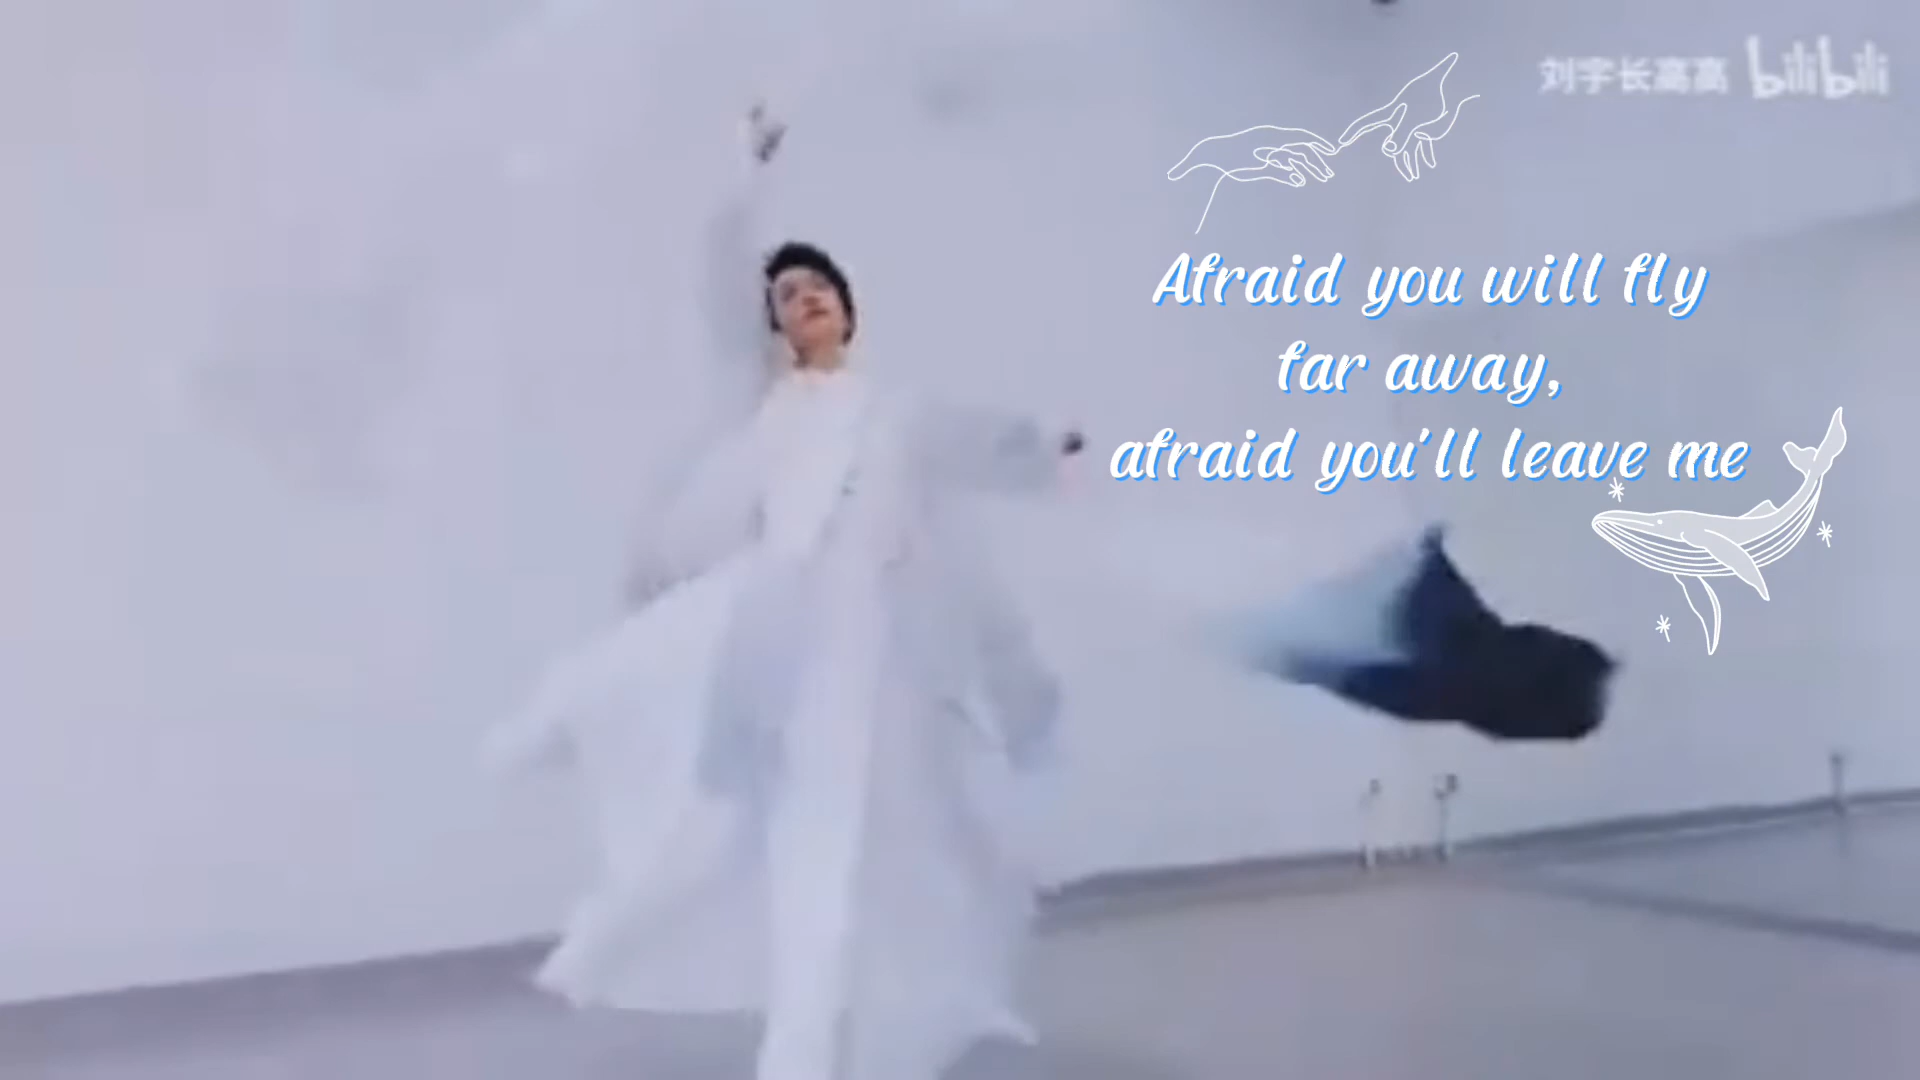 刘宇长高高 bilibili
Afraid you will fly
far away,
afraid you'll leave me